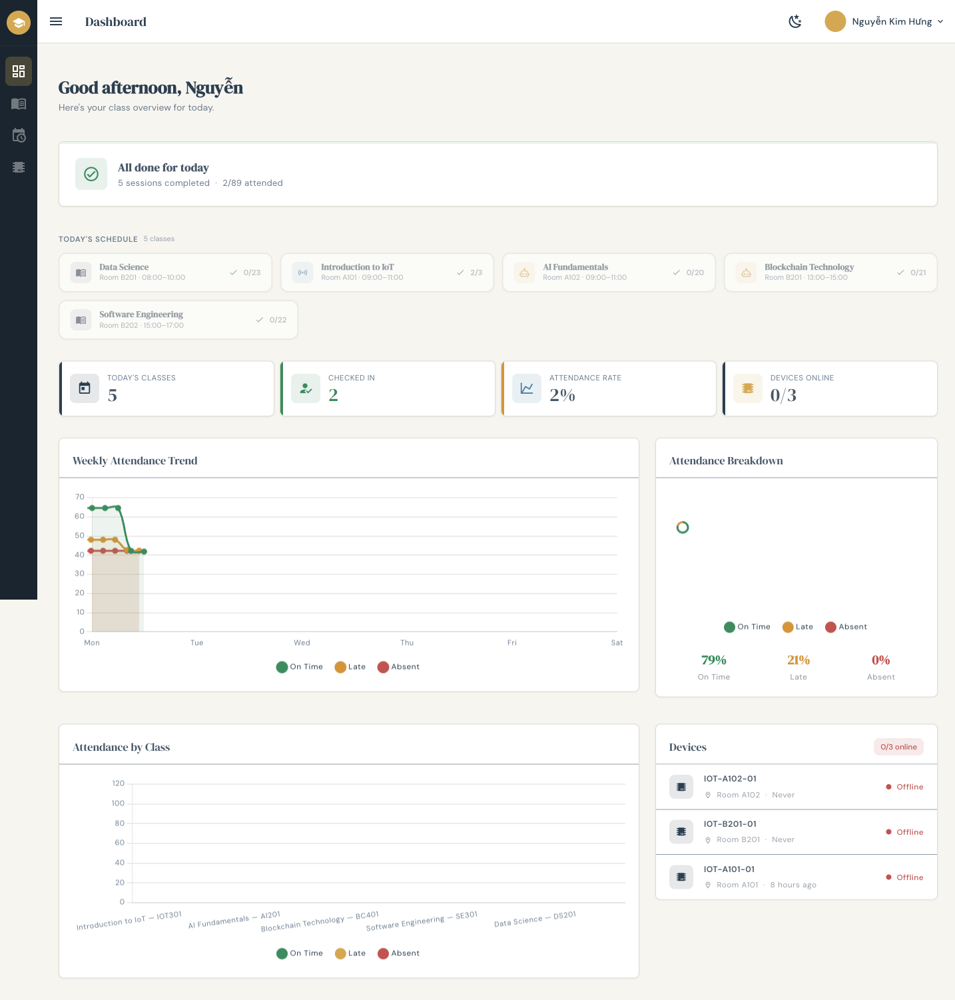 Dashboard
Nguyễn Kim Hưng
Good afternoon, Nguyễn
Here's your class overview for today.
All done for today
5 sessions completed · 2/89 attended
TODAY'S SCHEDULE 5 classes
Data Science
Room B201 · 08:00–10:00
0/23
Introduction to IoT
Room A101 · 09:00–11:00
2/3
AI Fundamentals
Room A102 · 09:00–11:00
0/20
Blockchain Technology
Room B201 · 13:00–15:00
0/21
Software Engineering
Room B202 · 15:00–17:00
0/22
TODAY'S CLASSES
5
CHECKED IN
2
ATTENDANCE RATE
2%
DEVICES ONLINE
0/3
Weekly Attendance Trend
70
60
50
40
30
20
10
0
Mon Tue Wed Thu Fri Sat
On Time Late Absent
Attendance Breakdown
On Time Late Absent
79% 21% 0%
On Time Late Absent
Attendance by Class
120
100
80
60
40
20
0
Introduction to IoT — IOT301
AI Fundamentals — AI201
Blockchain Technology — BC401
Software Engineering — SE301
Data Science — DS201
On Time Late Absent
Devices
0/3 online
IOT-A102-01
Room A102 · Never
Offline
IOT-B201-01
Room B201 · Never
Offline
IOT-A101-01
Room A101 · 8 hours ago
Offline